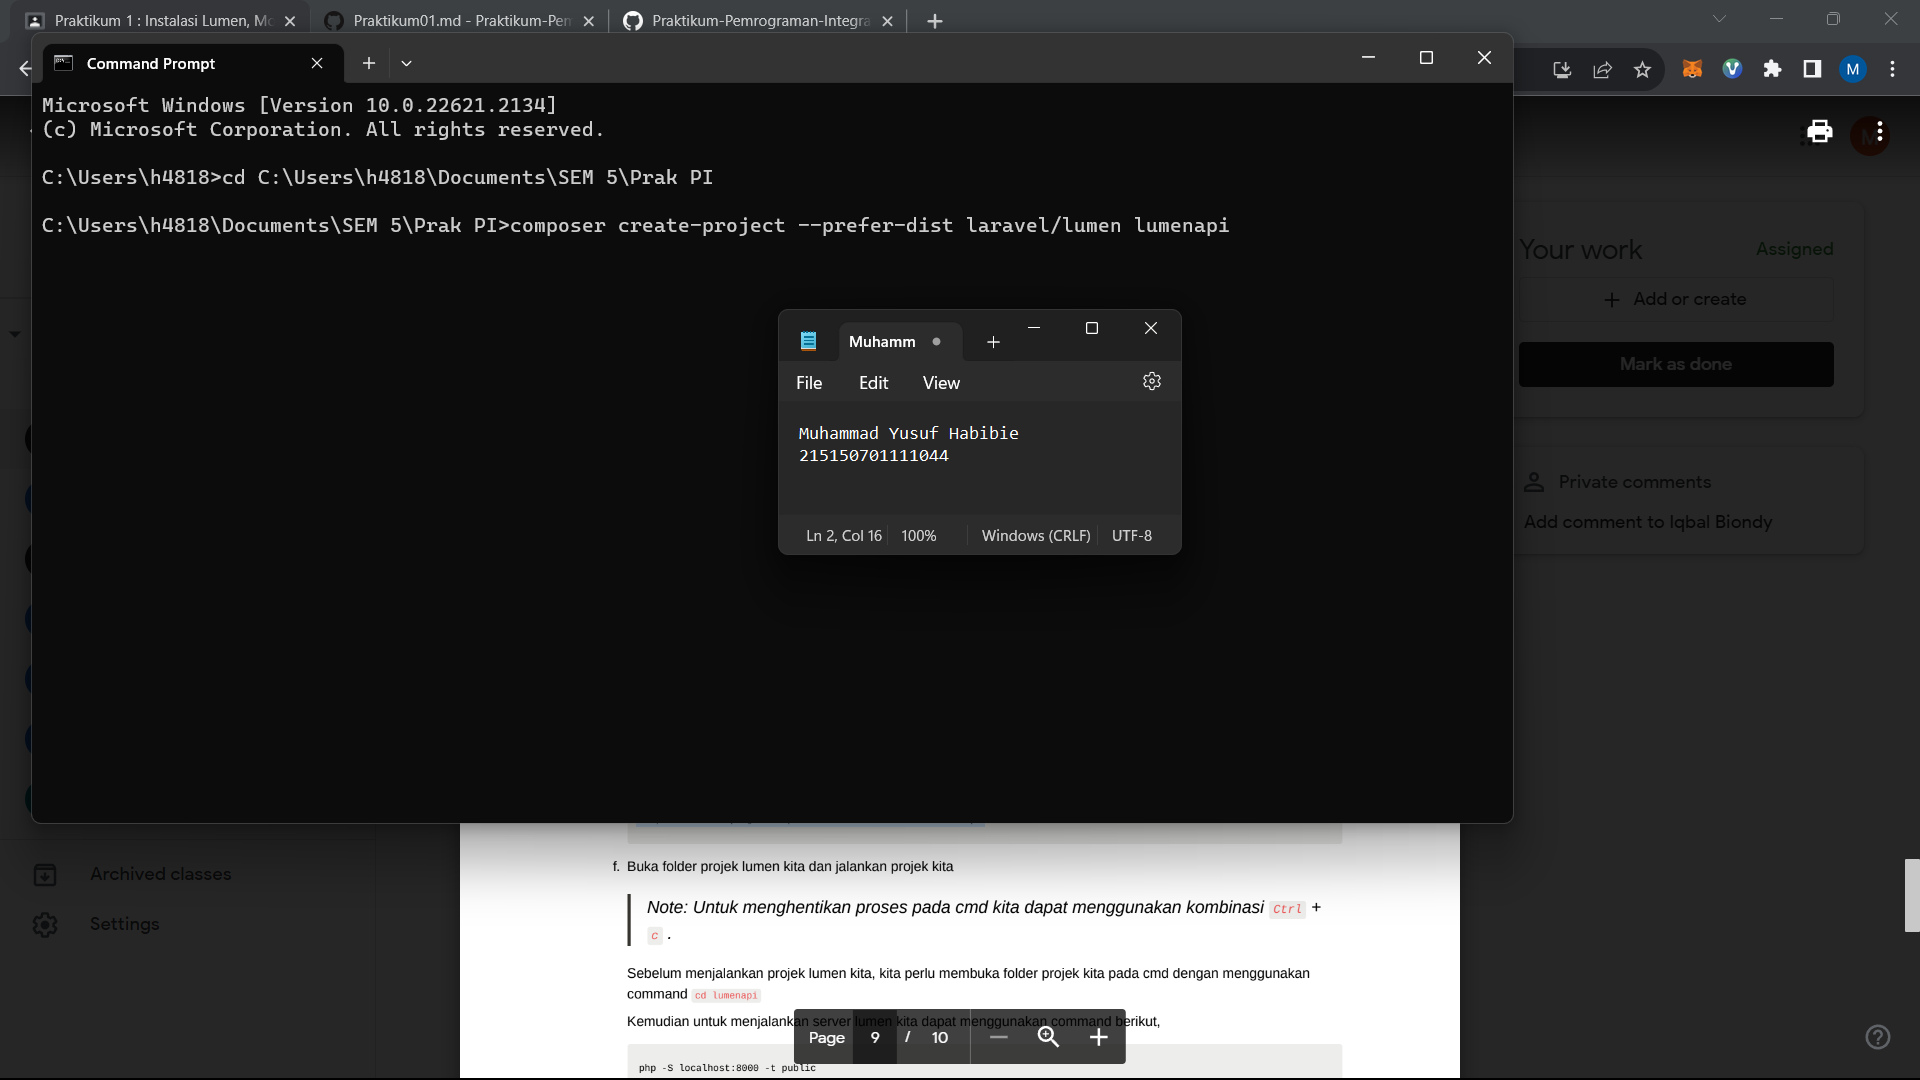 Praktikum 1 : Instalasi Lumen, Mc
Praktikum01.md - Praktikum-Pem
Praktikum-Pemrograman-Integra
Command Prompt
M
Microsoft Windows [Version 10.0.22621.2134]
(c) Microsoft Corporation. All rights reserved.
C:\Users\h4818>cd C:\Users\h4818\Documents\SEM 5\Prak PI
C:\Users\h4818\Documents\SEM 5\Prak PI>composer create-project --prefer-dist laravel/lumen lumenapi
M
Your work
Assigned
Add or create
Mark as done
Private comments
Add comment to Iqbal Biondy
Muhamm
File Edit View
Muhammad Yusuf Habibie
215150701111044
Ln 2, Col 16 100% Windows (CRLF) UTF-8
Archived classes
Settings
f. Buka folder projek lumen kita dan jalankan projek kita
Note: Untuk menghentikan proses pada cmd kita dapat menggunakan kombinasi Ctrl +
c .
Sebelum menjalankan projek lumen kita, kita perlu membuka folder projek kita pada cmd dengan menggunakan
command cd lumenapi
Kemudian untuk menjalankan server lumen kita dapat menggunakan command berikut,
Page 9 / 10
php -S localhost:8000 -t public